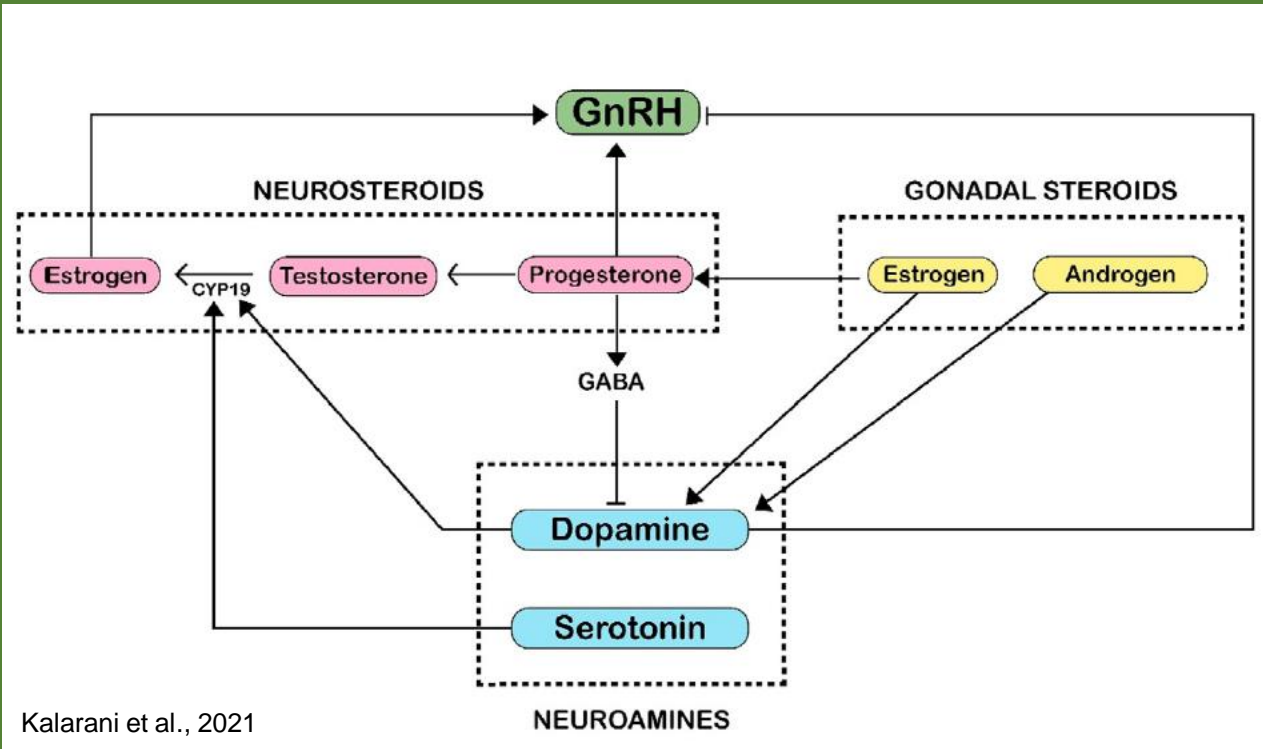 GnRH
NEUROSTEROIDS
GONADAL STEROIDS
Estrogen
CYP19
Testosterone
Progesterone
Estrogen
Androgen
GABA
Dopamine
Serotonin
NEUROAMINES
Kalarani et al., 2021